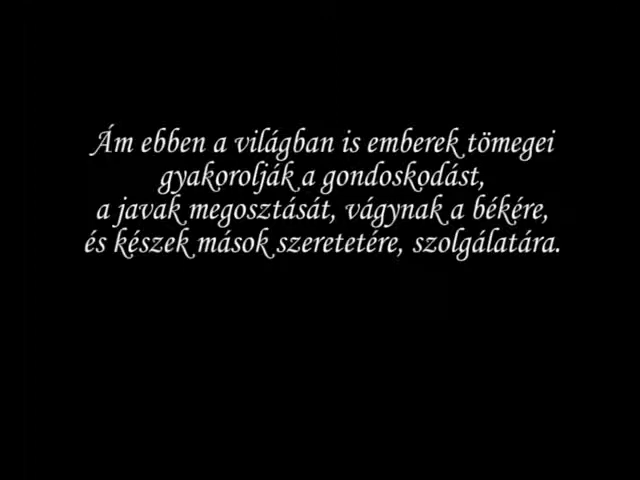 Ám ebben a világban is emberek tömegei
gyakorolják a gondoskodást,
a javak megosztását, vágynak a békére,
és készek mások szeretetére, szolgálatára.